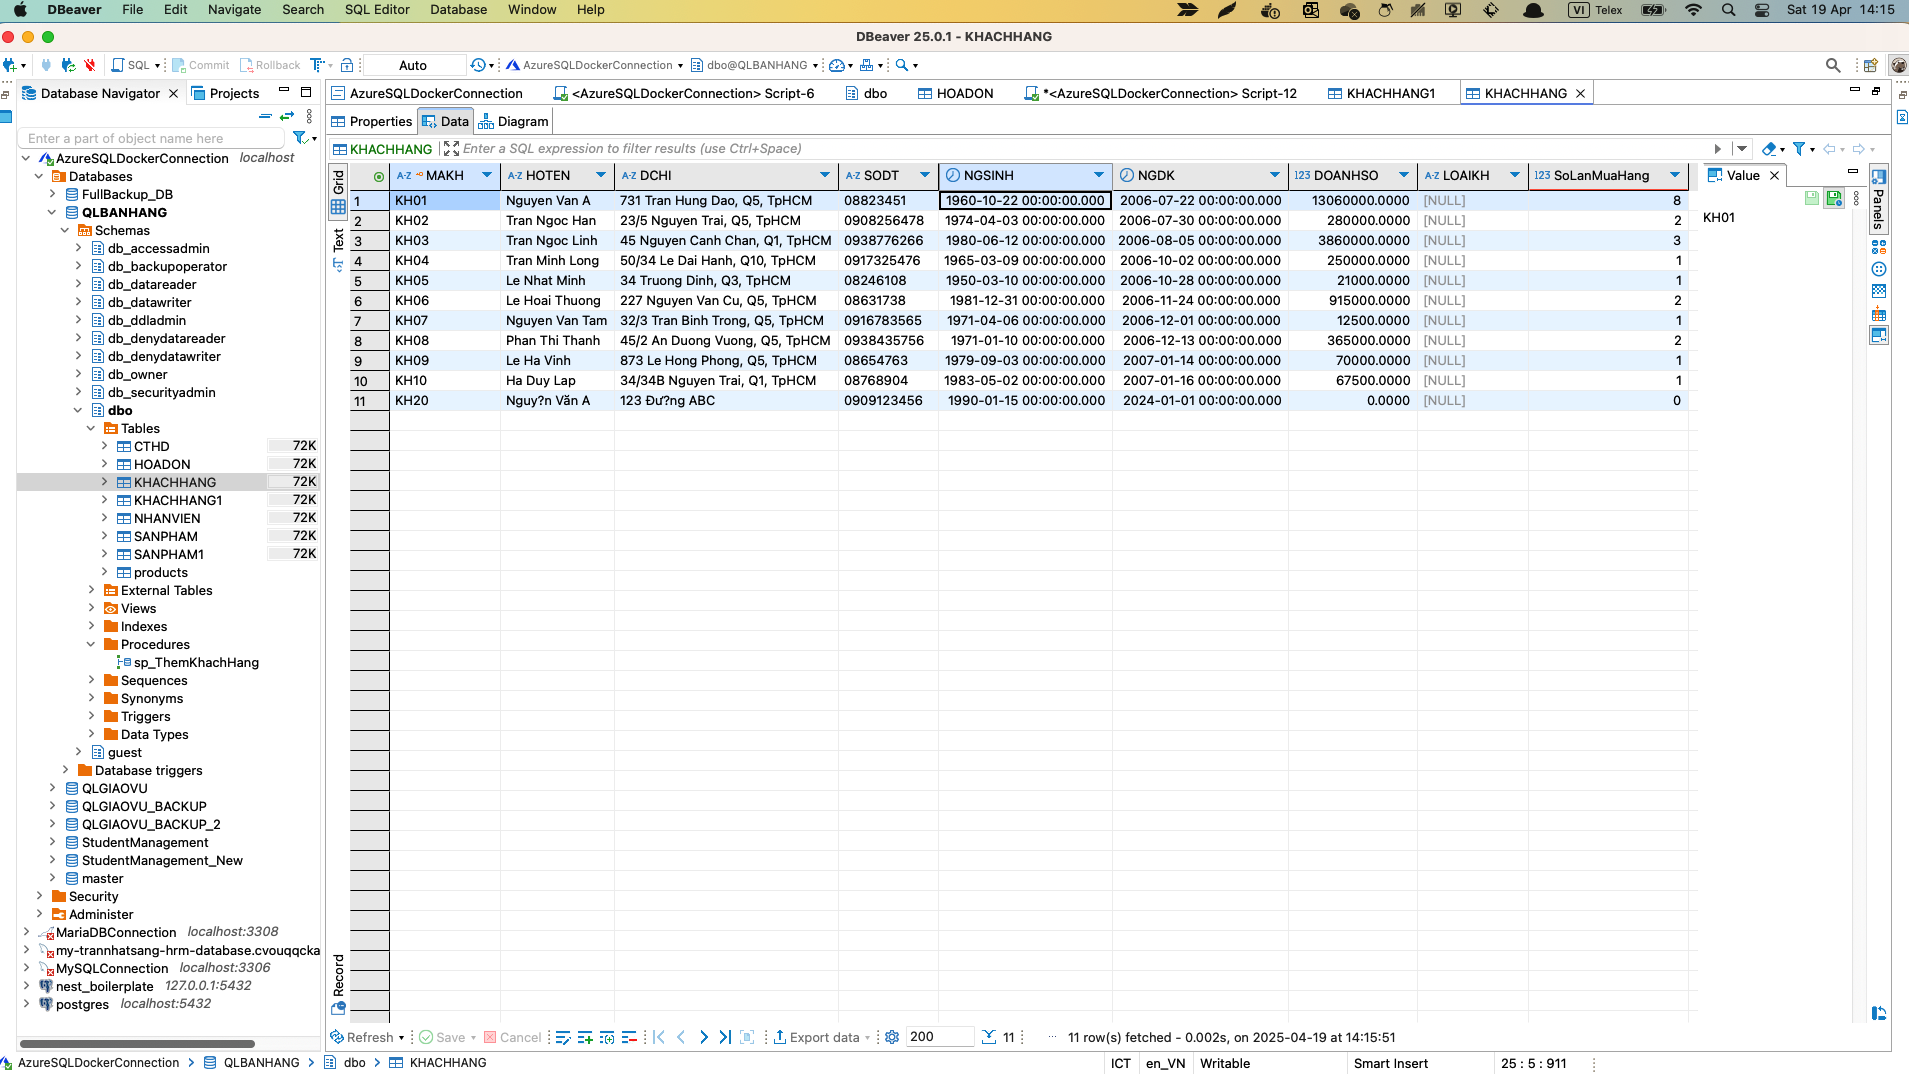 DBeaver File Edit Navigate Search SQL Editor Database Window Help VI Telex Sat 19 Apr 14:15
DBeaver 25.0.1 - KHACHHANG
SQL Commit Rollback Auto AzureSQLDockerConnection dbo@QLBANHANG
Database Navigator Projects
AzureSQLDockerConnection <AzureSQLDockerConnection> Script-6 dbo HOADON *<AzureSQLDockerConnection> Script-12 KHACHHANG1 KHACHHANG
Enter a part of object name here
AzureSQLDockerConnection localhost
Databases
FullBackup_DB
QLBANHANG
Schemas
db_accessadmin
db_backupoperator
db_datareader
db_datawriter
db_ddladmin
db_denydatareader
db_denydatawriter
db_owner
db_securityadmin
dbo
Tables
CTHD 72K
HOADON 72K
KHACHHANG 72K
KHACHHANG1 72K
NHANVIEN 72K
SANPHAM 72K
SANPHAM1 72K
products
External Tables
Views
Indexes
Procedures
sp_ThemKhachHang
Sequences
Synonyms
Triggers
Data Types
guest
Database triggers
QLGIAOVU
QLGIAOVU_BACKUP
QLGIAOVU_BACKUP_2
StudentManagement
StudentManagement_New
master
Security
Administer
MariaDBConnection localhost:3308
my-trannhatsang-hrm-database.cvouqqcka
MySQLConnection localhost:3306
nest_boilerplate 127.0.0.1:5432
postgres localhost:5432
Properties Data Diagram
KHACHHANG Enter a SQL expression to filter results (use Ctrl+Space)
Grid
Text
Record
A-Z MAKH A-Z HOTEN A-Z DCHI A-Z SODT NGSINH NGDK 123 DOANHSO A-Z LOAIKH 123 SoLanMuaHang
1 KH01 Nguyen Van A 731 Tran Hung Dao, Q5, TpHCM 08823451 1960-10-22 00:00:00.000 2006-07-22 00:00:00.000 13060000.0000 [NULL] 8
2 KH02 Tran Ngoc Han 23/5 Nguyen Trai, Q5, TpHCM 0908256478 1974-04-03 00:00:00.000 2006-07-30 00:00:00.000 280000.0000 [NULL] 2
3 KH03 Tran Ngoc Linh 45 Nguyen Canh Chan, Q1, TpHCM 0938776266 1980-06-12 00:00:00.000 2006-08-05 00:00:00.000 3860000.0000 [NULL] 3
4 KH04 Tran Minh Long 50/34 Le Dai Hanh, Q10, TpHCM 0917325476 1965-03-09 00:00:00.000 2006-10-02 00:00:00.000 250000.0000 [NULL] 1
5 KH05 Le Nhat Minh 34 Truong Dinh, Q3, TpHCM 08246108 1950-03-10 00:00:00.000 2006-10-28 00:00:00.000 21000.0000 [NULL] 1
6 KH06 Le Hoai Thuong 227 Nguyen Van Cu, Q5, TpHCM 08631738 1981-12-31 00:00:00.000 2006-11-24 00:00:00.000 915000.0000 [NULL] 2
7 KH07 Nguyen Van Tam 32/3 Tran Binh Trong, Q5, TpHCM 0916783565 1971-04-06 00:00:00.000 2006-12-01 00:00:00.000 12500.0000 [NULL] 1
8 KH08 Phan Thi Thanh 45/2 An Duong Vuong, Q5, TpHCM 0938435756 1971-01-10 00:00:00.000 2006-12-13 00:00:00.000 365000.0000 [NULL] 2
9 KH09 Le Ha Vinh 873 Le Hong Phong, Q5, TpHCM 08654763 1979-09-03 00:00:00.000 2007-01-14 00:00:00.000 70000.0000 [NULL] 1
10 KH10 Ha Duy Lap 34/34B Nguyen Trai, Q1, TpHCM 08768904 1983-05-02 00:00:00.000 2007-01-16 00:00:00.000 67500.0000 [NULL] 1
11 KH20 Nguy?n Văn A 123 Đu?ng ABC 0909123456 1990-01-15 00:00:00.000 2024-01-01 00:00:00.000 0.0000 [NULL] 0
Value
KH01
Panels
Refresh Save Cancel Export data 200 11 ... 11 row(s) fetched - 0.002s, on 2025-04-19 at 14:15:51
AzureSQLDockerConnection QLBANHANG dbo KHACHHANG ICT en_VN Writable Smart Insert 25 : 5 : 911